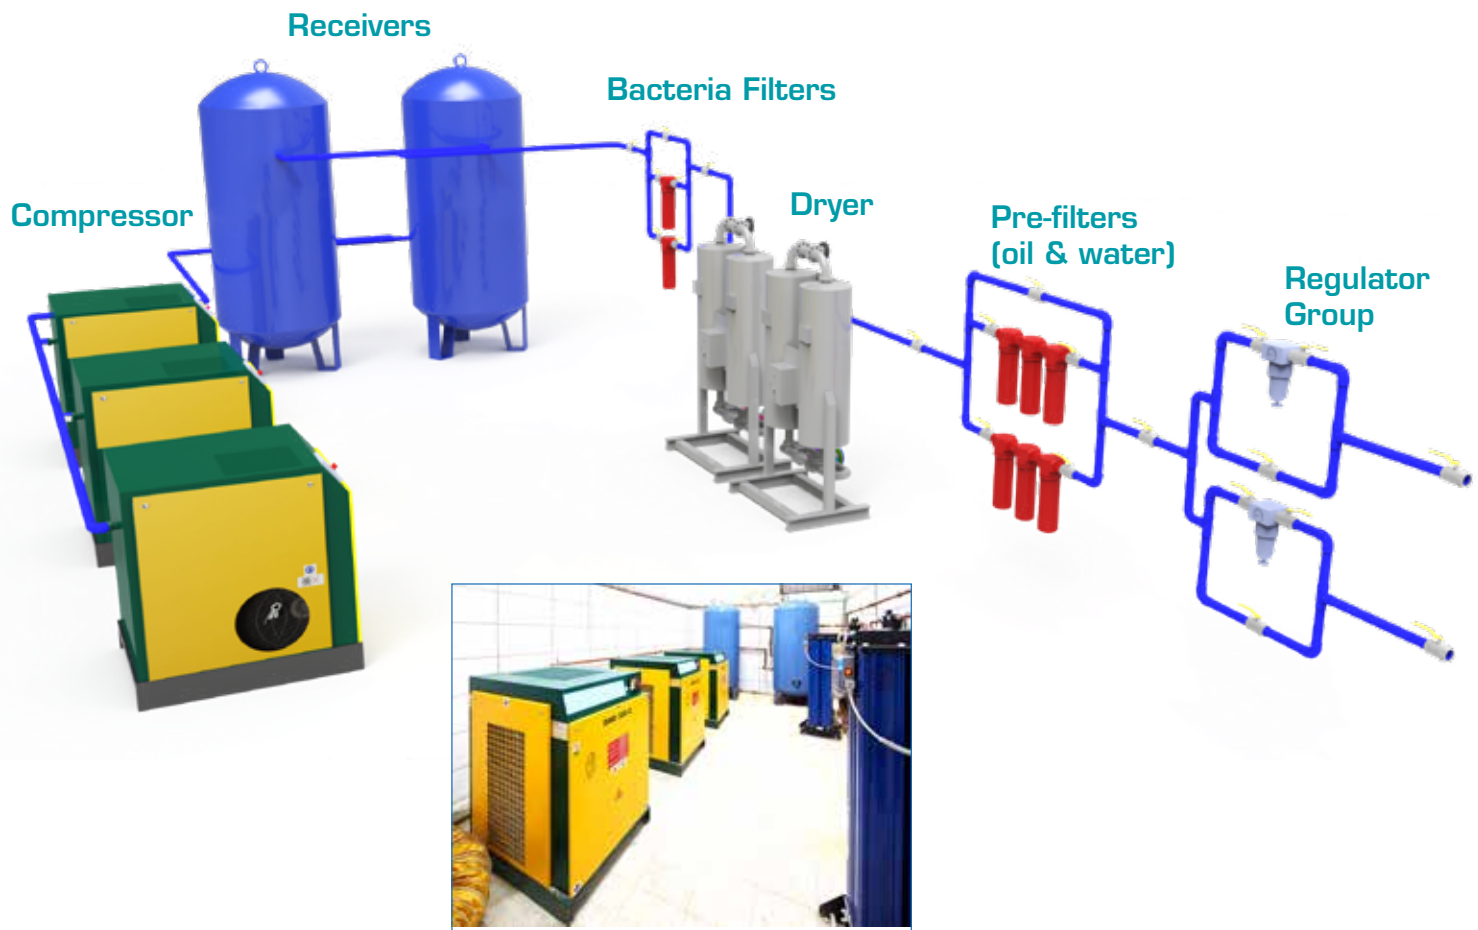 Receivers
Bacteria Filters
Compressor
Dryer
Pre-filters
(oil & water)
Regulator
Group